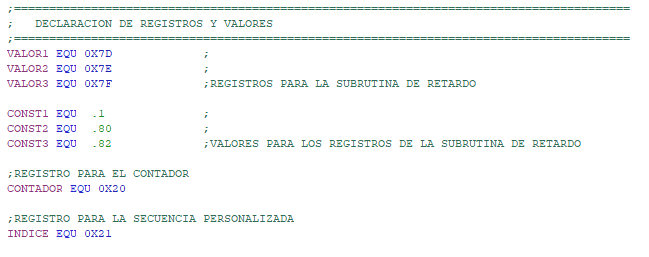 ;========================================================================================
;   DECLARACION DE REGISTROS Y VALORES
;========================================================================================
VALOR1 EQU 0X7D             ;
VALOR2 EQU 0X7E             ;
VALOR3 EQU 0X7F             ;REGISTROS PARA LA SUBRUTINA DE RETARDO
CONST1 EQU  .1              ;
CONST2 EQU  .80             ;
CONST3 EQU  .82             ;VALORES PARA LOS REGISTROS DE LA SUBRUTINA DE RETARDO
;REGISTRO PARA EL CONTADOR
CONTADOR EQU 0X20
;REGISTRO PARA LA SECUENCIA PERSONALIZADA
INDICE EQU 0X21